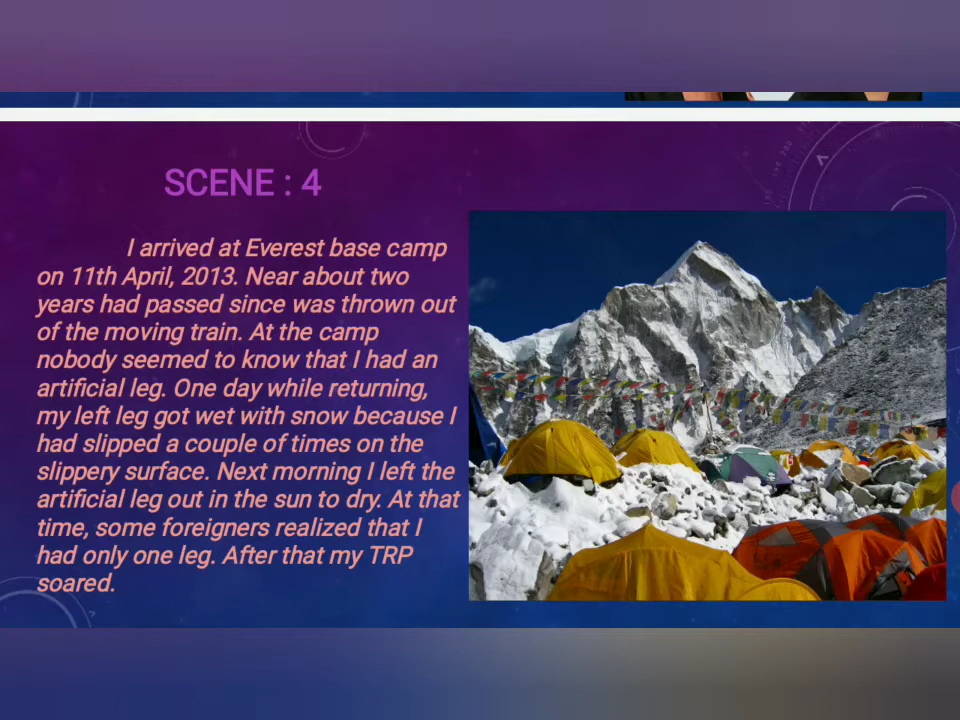 SCENE : 4
I arrived at Everest base camp
on 11th April, 2013. Near about two
years had passed since was thrown out
of the moving train. At the camp
nobody seemed to know that I had an
artificial leg. One day while returning,
my left leg got wet with snow because I
had slipped a couple of times on the
slippery surface. Next morning I left the
artificial leg out in the sun to dry. At that
time, some foreigners realized that I
had only one leg. After that my TRP
soared.